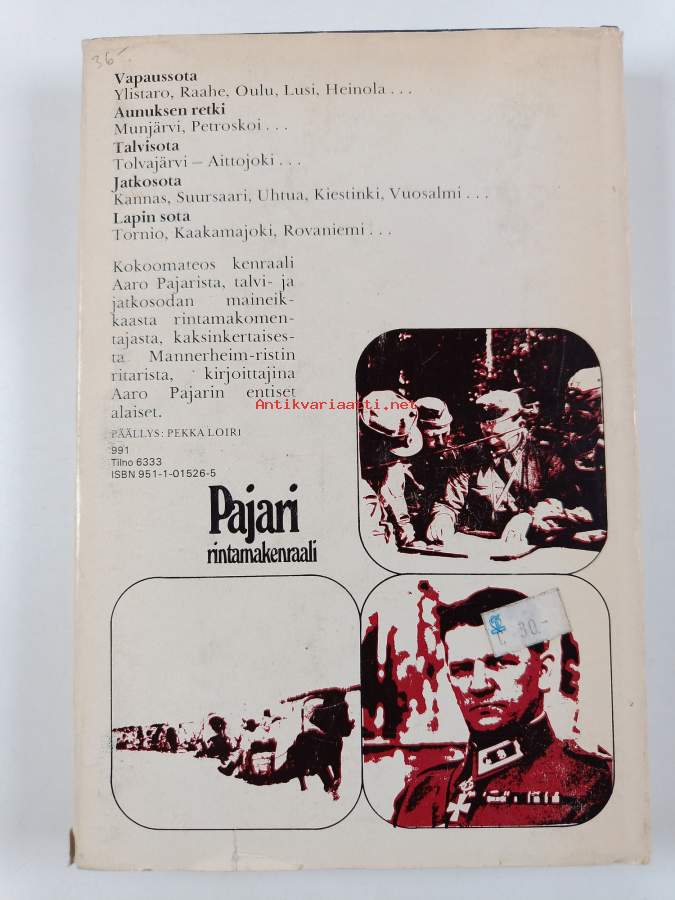 36-
Vapaussota
Ylistaro, Raahe, Oulu, Lusi, Heinola . . .
Aunuksen retki
Munjärvi, Petroskoi . . .
Talvisota
Tolvajärvi – Aittojoki . . .
Jatkosota
Kannas, Suursaari, Uhtua, Kiestinki, Vuosalmi . . .
Lapin sota
Tornio, Kaakamajoki, Rovaniemi . . .
Kokoomateos kenraali
Aaro Pajarista, talvi- ja
jatkosodan maineik-
kaasta rintamakomen-
tajasta, kaksinkertaises-
ta Mannerheim-ristin
ritarista, kirjoittajina
Aaro Pajarin entiset
alaiset.
Antikvariaatti.net
PÄÄLLYS: PEKKA LOIRI
991
Tilno 6333
ISBN 951-1-01526-5
Pajari
rintamakenraali
30-